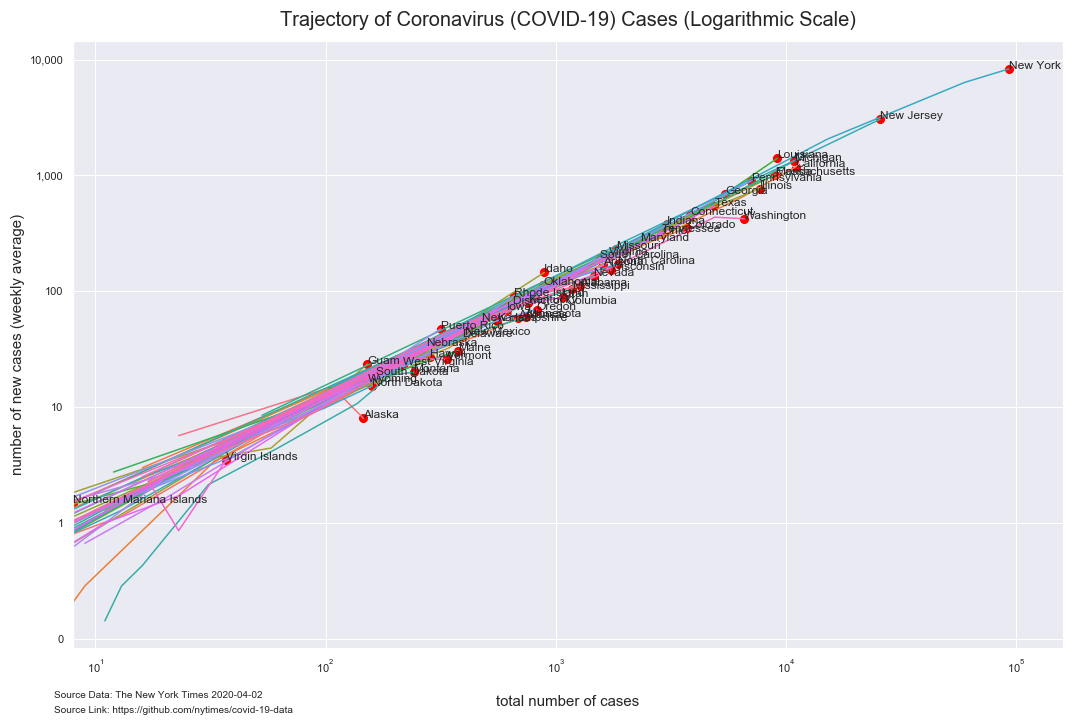 Trajectory of Coronavirus (COVID-19) Cases (Logarithmic Scale)
10,000
New York
New Jersey
1,000
Louisiana
Michigan
California
Massachusetts
Pennsylvania
Illinois
Georgia
Texas
Connecticut
Washington
Indiana
Colorado
Tennessee
Ohio
Maryland
Missouri
Virginia
South Carolina
North Carolina
Arizona
Wisconsin
Idaho
Nevada
Oklahoma
Alabama
Mississippi
100
Rhode Island
Utah
District of Columbia
Kentucky
Iowa
Oregon
Minnesota
New Hampshire
Puerto Rico
New Mexico
Delaware
Nebraska
Maine
Hawaii
Vermont
Guam
West Virginia
Montana
South Dakota
Wyoming
North Dakota
10
Alaska
Virgin Islands
Northern Mariana Islands
1
0
number of new cases (weekly average)
10¹
10²
10³
10⁴
10⁵
total number of cases
Source Data: The New York Times 2020-04-02
Source Link: https://github.com/nytimes/covid-19-data